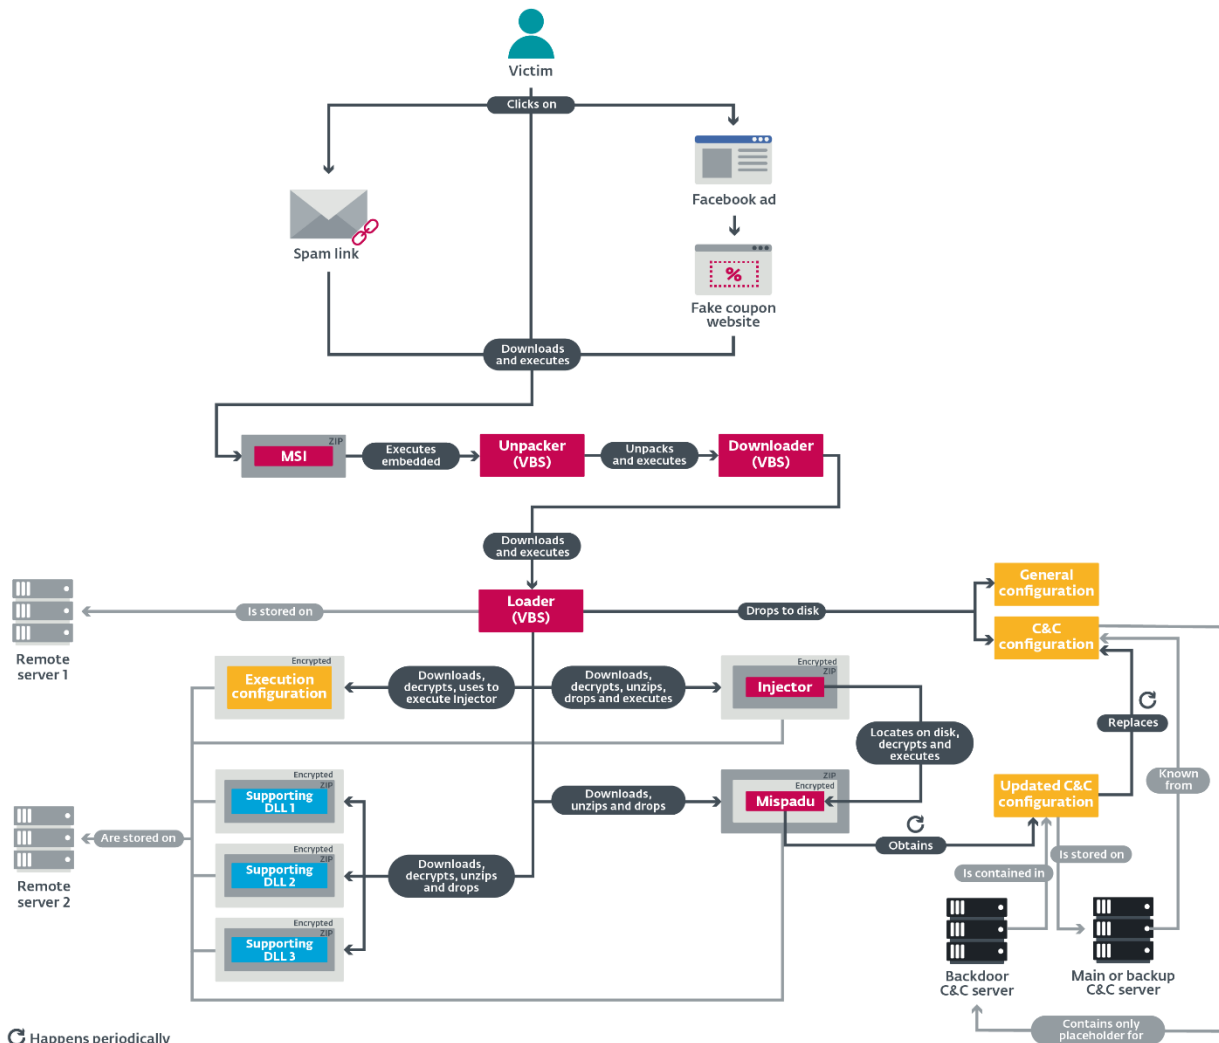 Victim
Clicks on
Facebook ad
Spam link
%
Fake coupon
website
Downloads
and executes
ZIP
MSI
Executes
embedded
Unpacker
(VBS)
Unpacks
and executes
Downloader
(VBS)
Downloads
and executes
Remote
server 1
Is stored on
Loader
(VBS)
Drops to disk
General
configuration
C&C
configuration
Encrypted
Execution
configuration
Downloads,
decrypts, uses to
execute Injector
Downloads,
decrypts, unzips,
drops and executes
Encrypted
ZIP
Injector
Locates on disk,
decrypts and
executes
Replaces
Encrypted
ZIP
Supporting
DLL 1
Downloads,
unzips and drops
ZIP
Encrypted
Mispadu
Updated C&C
configuration
Known
from
Remote
server 2
Are stored on
Encrypted
ZIP
Supporting
DLL 2
Downloads,
decrypts, unzips
and drops
Obtains
Is stored on
Is contained in
Encrypted
ZIP
Supporting
DLL 3
Backdoor
C&C server
Main or backup
C&C server
Contains only
placeholder for
Happens periodically